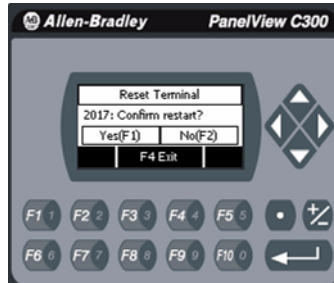 AB Allen-Bradley PanelView C300
Reset Terminal
2017: Confirm restart?
Yes(F1) No(F2)
F4 Exit
F1 1 F2 2 F3 3 F4 4 F5 5 • +/-
F6 6 F7 7 F8 8 F9 9 F10 0